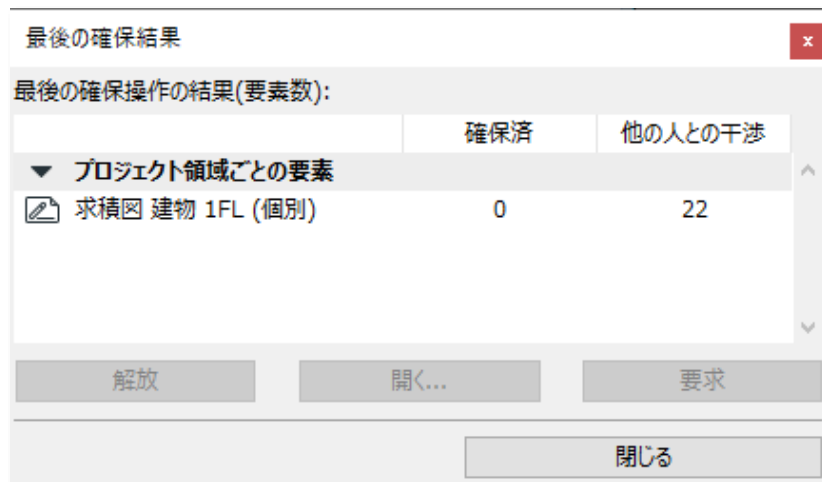 最後の確保結果
x
最後の確保操作の結果(要素数):
確保済 他の人との干渉
プロジェクト領域ごとの要素
求積図 建物 1FL (個別) 0 22
解放 開く... 要求
閉じる